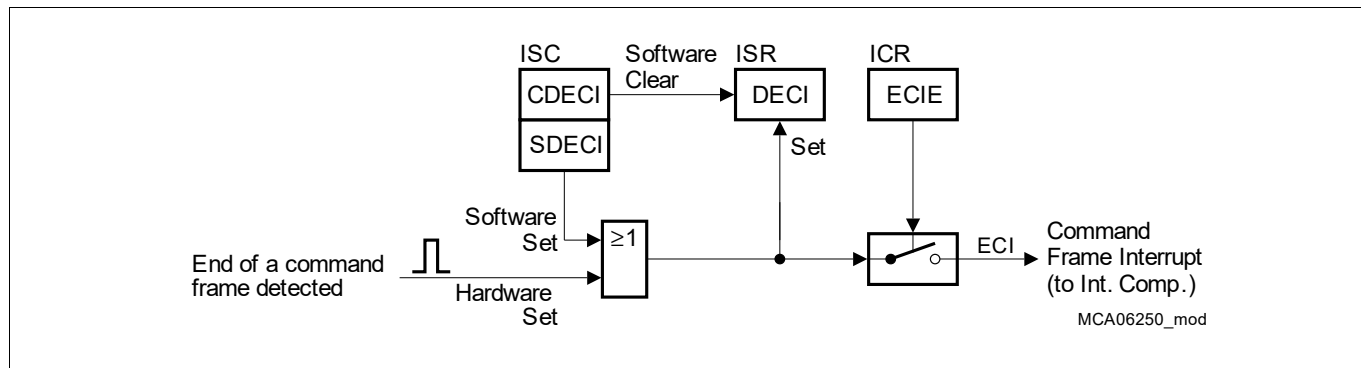 ISC
Software
Clear
ISR
ICR
CDECI
DECI
ECIE
SDECI
Set
Software
Set
≥1
End of a command
frame detected
Hardware
Set
ECI
Command
Frame Interrupt
(to Int. Comp.)
MCA06250_mod